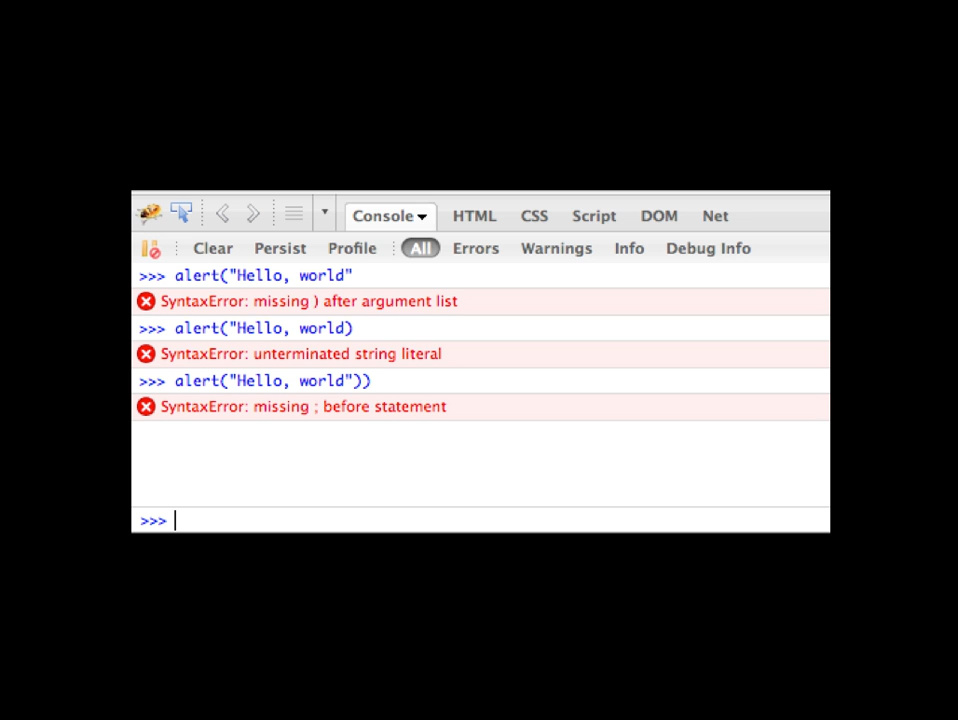 Console HTML CSS Script DOM Net
Clear Persist Profile All Errors Warnings Info Debug Info
>>> alert("Hello, world"
SyntaxError: missing ) after argument list
>>> alert("Hello, world)
SyntaxError: unterminated string literal
>>> alert("Hello, world"))
SyntaxError: missing ; before statement
>>>